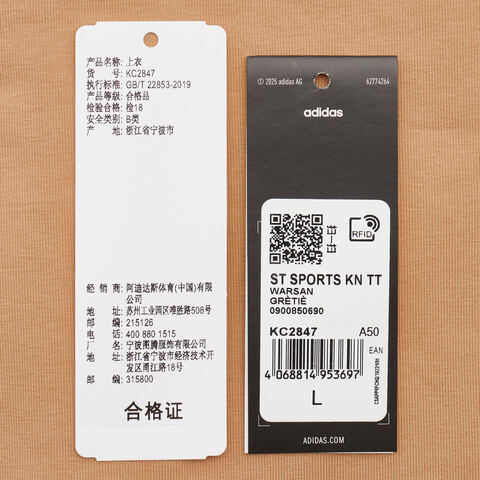 产品名称: 上衣
货 号: KC2847
执行标准: GB/T 22853-2019
产品等级: 合格品
检验合格: 检18
安全类别: B类
产 地: 浙江省宁波市
经 销 商: 阿迪达斯体育(中国)有限
公司
地 址: 苏州工业园区唯胜路508号
邮 编: 215126
电 话: 400 880 1515
厂 名: 宁波图腾服饰有限公司
地 址: 浙江省宁波市经济技术开
发区甬江路18号
邮 编: 315800
合格证
© 2025 adidas AG
62774264
adidas
RFID
ST SPORTS KN TT
WARSAN
GRETIE
0900850690
KC2847 A50
EAN
4 068814 953697
L
ADIDAS.COM